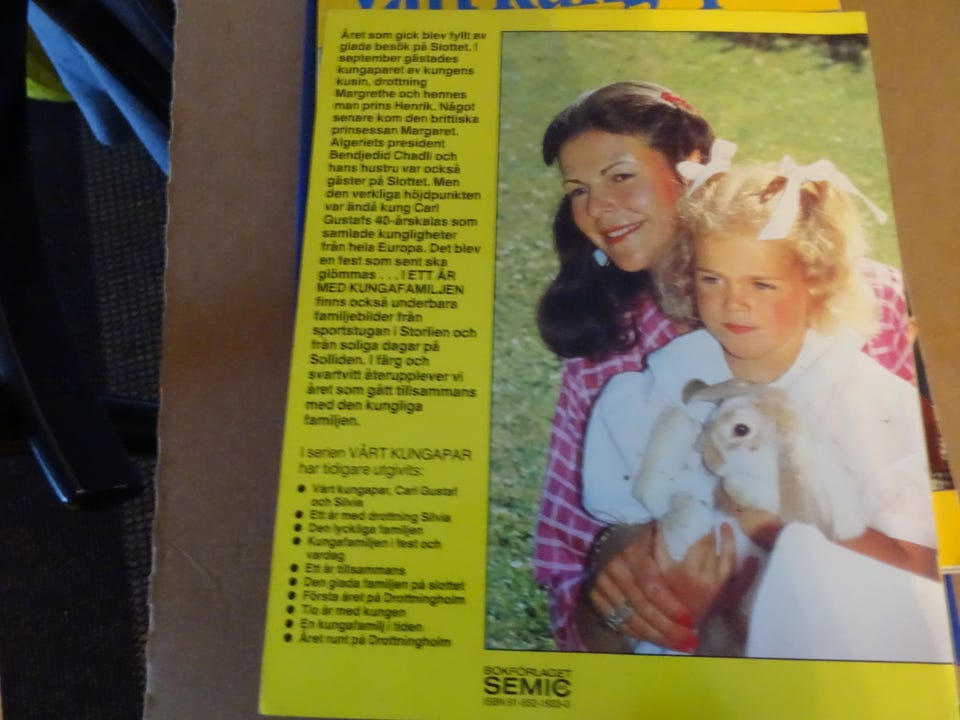 Vårt kunga
Året som gick blev fyllt av
glada besök på Slottet. I
september gästades
kungaparet av kungens
kusin, drottning
Margrethe och hennes
man prins Henrik. Något
senare kom den brittiska
prinsessan Margaret.
Algeriets president
Bendjedid Chadli och
hans hustru var också
gäster på Slottet. Men
den verkliga höjdpunkten
var ändå kung Carl
Gustafs 40-årskalas som
samlade kungligheter
från hela Europa. Det blev
en fest som sent ska
glömmas . . . I ETT ÅR
MED KUNGAFAMILJEN
finns också underbara
familjebilder från
sportstugan i Storlien och
från soliga dagar på
Solliden. I färg och
svartvitt återupplever vi
året som gått tillsammans
med den kungliga
familjen.
I serien VÅRT KUNGAPAR
har tidigare utgivits:
● Vårt kungapar, Carl Gustaf
och Silvia
● Ett år med drottning Silvia
● Den lyckliga familjen
● Kungafamiljen i fest och
vardag
● Ett år tillsammans
● Den glada familjen på slottet
● Första året på Drottningholm
● Tio år med kungen
● En kungafamilj i tiden
● Året runt på Drottningholm
BOKFÖRLAGET
SEMIC
ISBN 91-552-